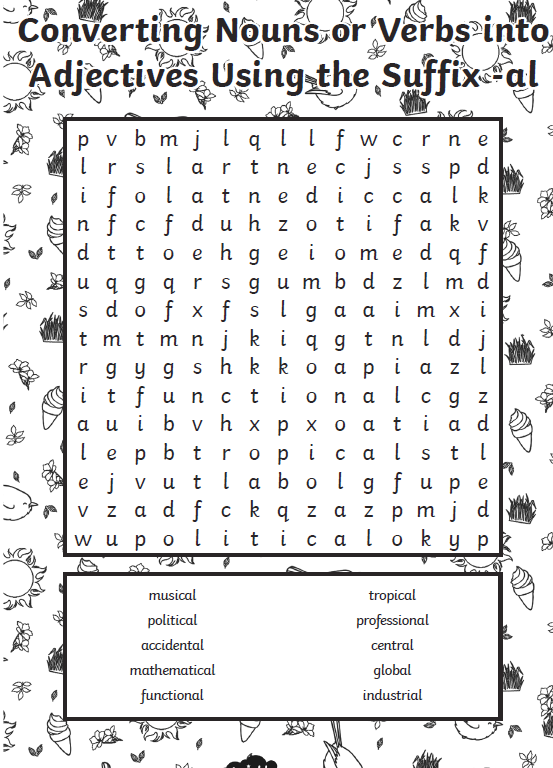 Converting Nouns or Verbs into
Adjectives Using the Suffix -al
p v b m j l q l l f w c r n e
l r s l a r t n e c j s s p d
i f o l a t n e d i c c a l k
n f c f d u h z o t i f a k v
d t t o e h g e i o m e d q f
u q g q r s g u m b d z l m d
s d o f x f s l g a a i m x i
t m t m n j k i q g t n l d j
r g y g s h k k o a p i a z l
i t f u n c t i o n a l c g z
a u i b v h x p x o a t i a d
l e p b t r o p i c a l s t l
e j v u t l a b o l g f u p e
v z a d f c k q z a z p m j d
w u p o l i t i c a l o k y p
musical tropical
political professional
accidental central
mathematical global
functional industrial